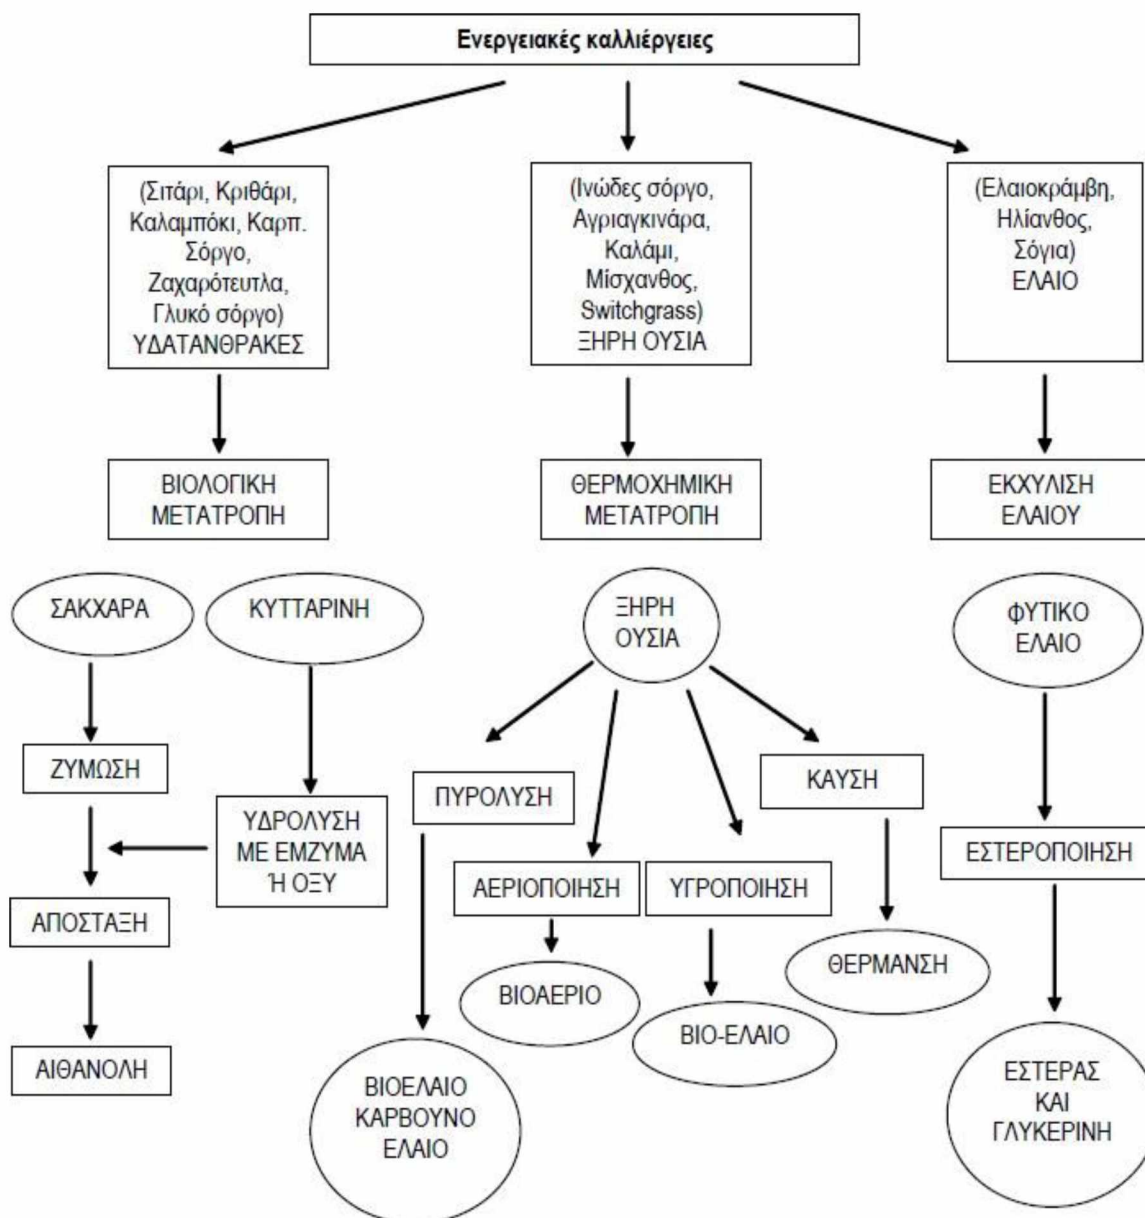 Ενεργειακές καλλιέργειες
(Σιτάρι, Κριθάρι,
Καλαμπόκι, Καρπ.
Σόργο,
Ζαχαρότευτλα,
Γλυκό σόργο)
ΥΔΑΤΑΝΘΡΑΚΕΣ
(Ινώδες σόργο,
Αγριαγκινάρα,
Καλάμι,
Μίσχανθος,
Switchgrass)
ΞΗΡΗ ΟΥΣΙΑ
(Ελαιοκράμβη,
Ηλίανθος,
Σόγια)
ΕΛΑΙΟ
ΒΙΟΛΟΓΙΚΗ
ΜΕΤΑΤΡΟΠΗ
ΘΕΡΜΟΧΗΜΙΚΗ
ΜΕΤΑΤΡΟΠΗ
ΕΚΧΥΛΙΣΗ
ΕΛΑΙΟΥ
ΣΑΚΧΑΡΑ
ΚΥΤΤΑΡΙΝΗ
ΞΗΡΗ
ΟΥΣΙΑ
ΦΥΤΙΚΟ
ΕΛΑΙΟ
ΖΥΜΩΣΗ
ΥΔΡΟΛΥΣΗ
ΜΕ ΕΜΖΥΜΑ
Ή ΟΞΥ
ΠΥΡΟΛΥΣΗ
ΚΑΥΣΗ
ΑΕΡΙΟΠΟΙΗΣΗ
ΥΓΡΟΠΟΙΗΣΗ
ΕΣΤΕΡΟΠΟΙΗΣΗ
ΑΠΟΣΤΑΞΗ
ΒΙΟΑΕΡΙΟ
ΒΙΟ-ΕΛΑΙΟ
ΘΕΡΜΑΝΣΗ
ΑΙΘΑΝΟΛΗ
ΒΙΟΕΛΑΙΟ
ΚΑΡΒΟΥΝΟ
ΕΛΑΙΟ
ΕΣΤΕΡΑΣ
ΚΑΙ
ΓΛΥΚΕΡΙΝΗ